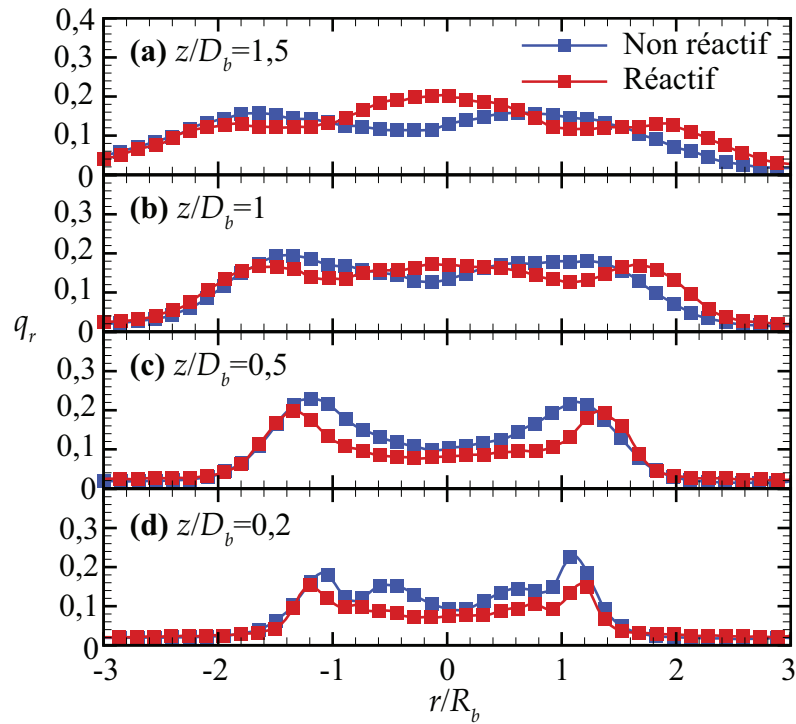 0,4
(a) z/D_b=1,5
Non réactif
Réactif
0,3
0,2
0,1
0
(b) z/D_b=1
0,3
0,2
0,1
0
q_r
(c) z/D_b=0,5
0,3
0,2
0,1
0
(d) z/D_b=0,2
0,3
0,2
0,1
0
-3 -2 -1 0 1 2 3
r/R_b